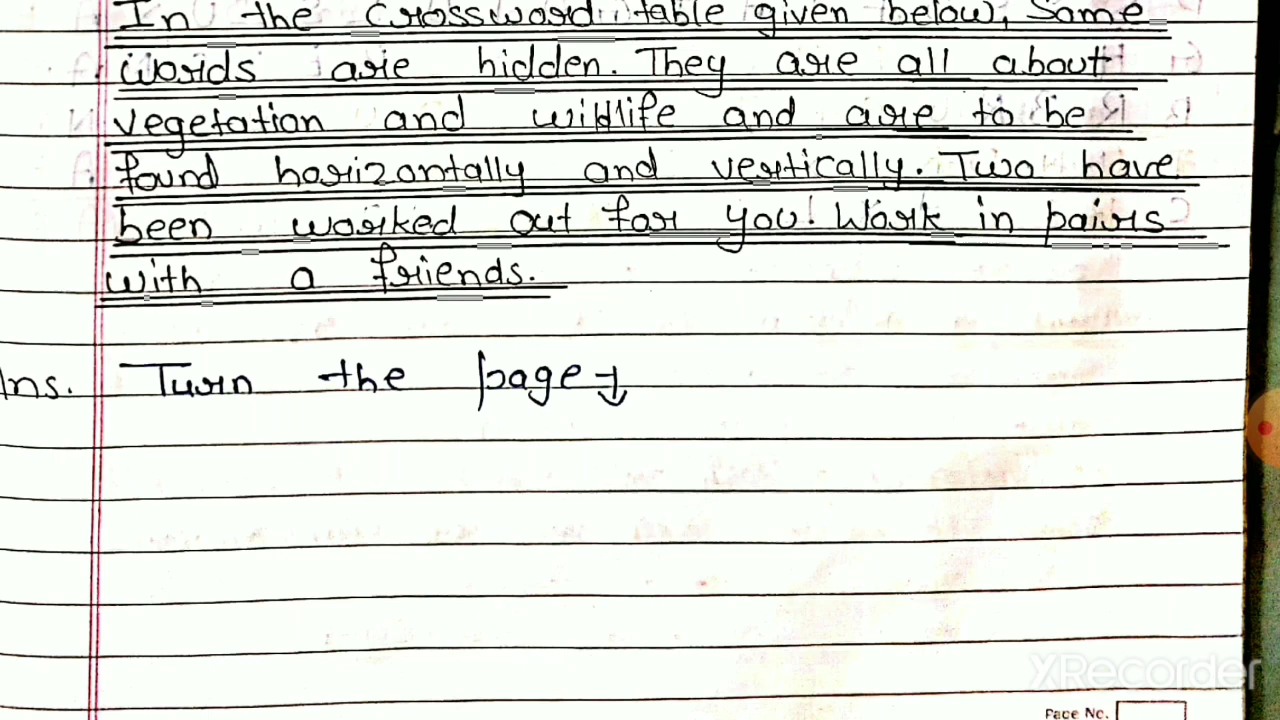 In the Crossword table given below, Some
words are hidden. They are all about
vegetation and wildlife and are to be
found horizontally and vertically. Two have
been worked out for you! Work in pairs
with a friends.
Ans. Turn the page
XRecorder
Page No.